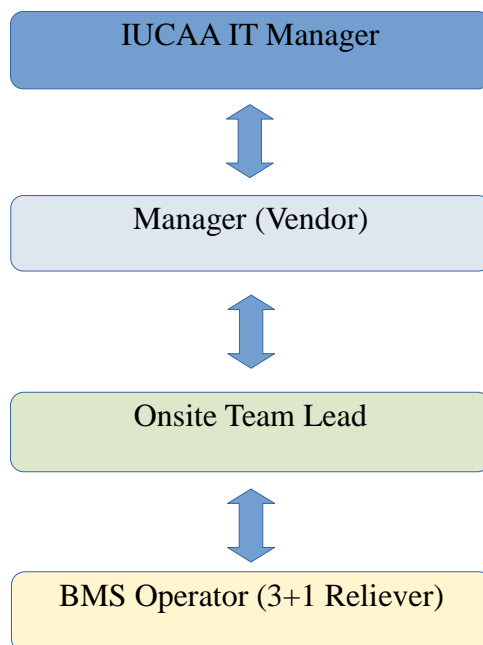 IUCAA IT Manager
Manager (Vendor)
Onsite Team Lead
BMS Operator (3+1 Reliever)